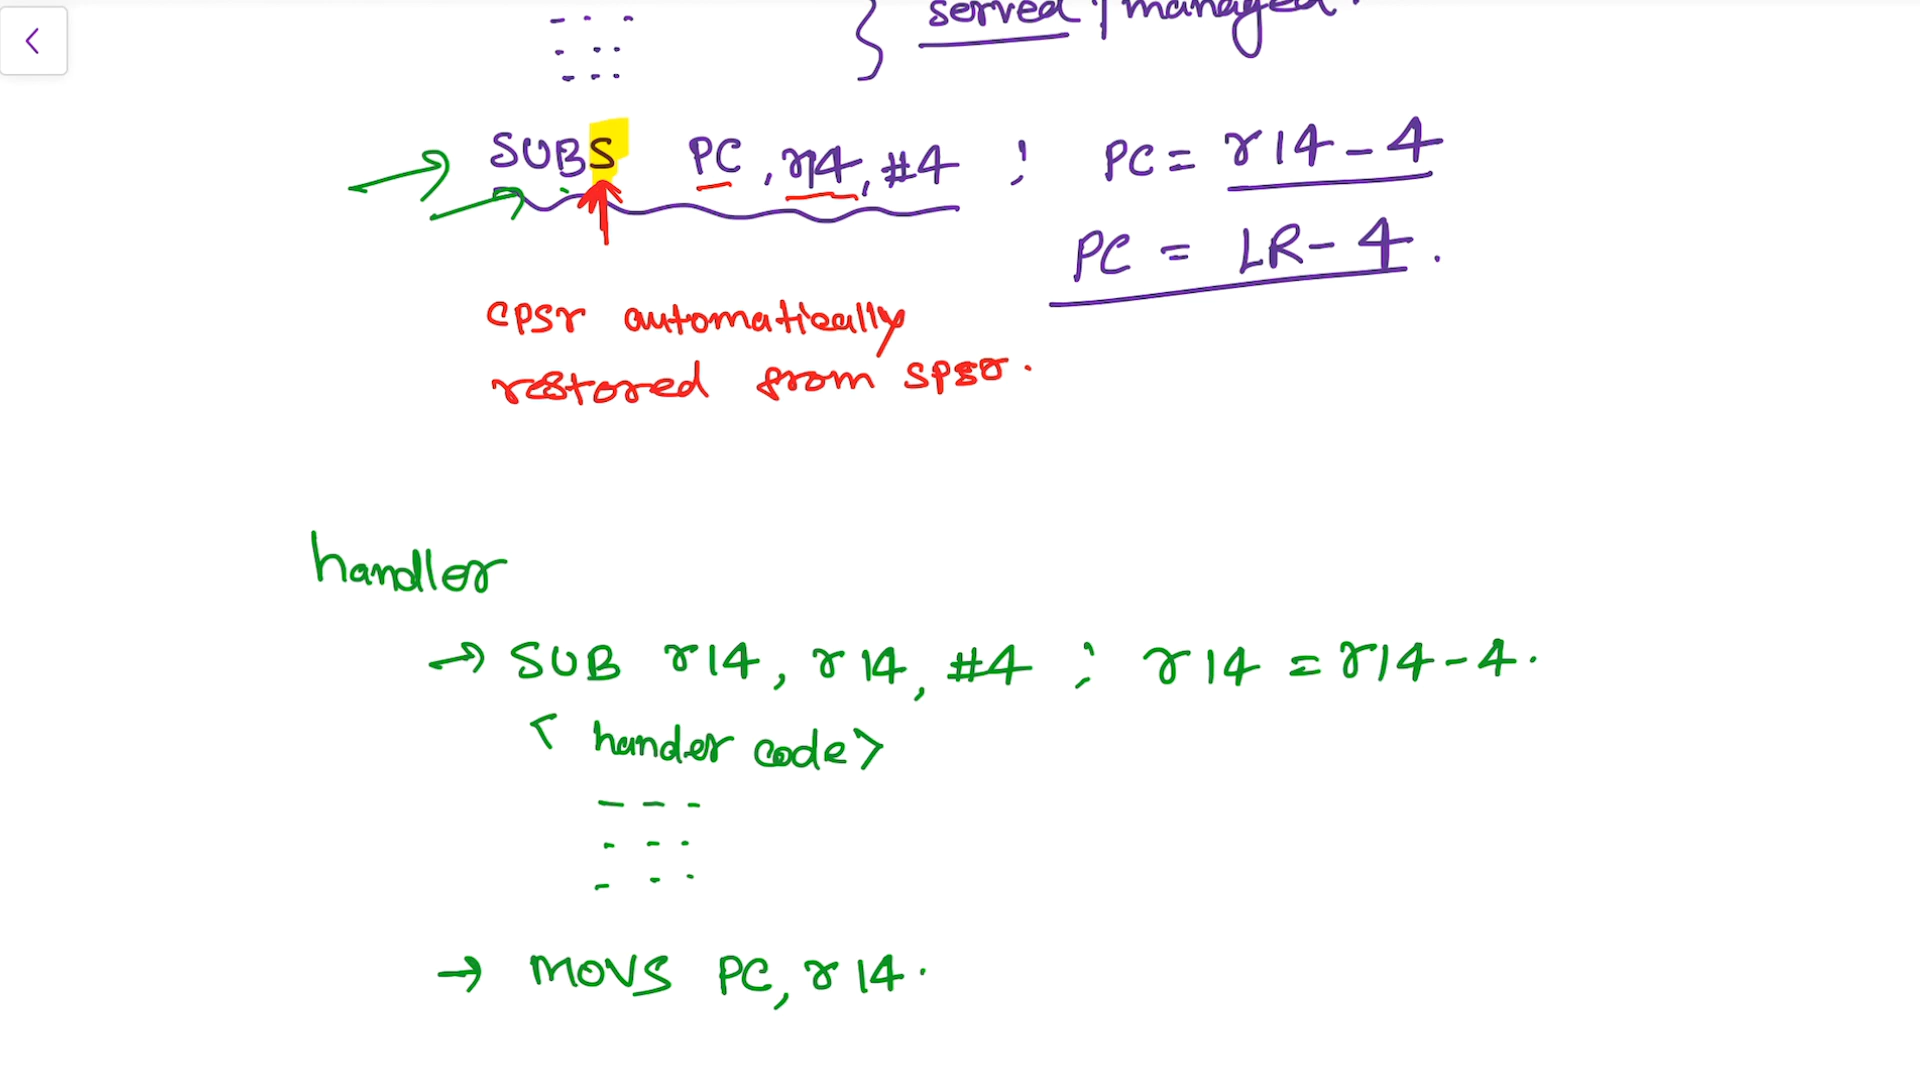 served / managed.
SUBS PC, r14, #4 ; PC = r14 - 4
PC = LR - 4 .
CPSr automatically
restored from spsr.
handler
→ SUB r14, r14, #4 ; r14 = r14 - 4.
< hander code >
→ MOVS PC, r14.